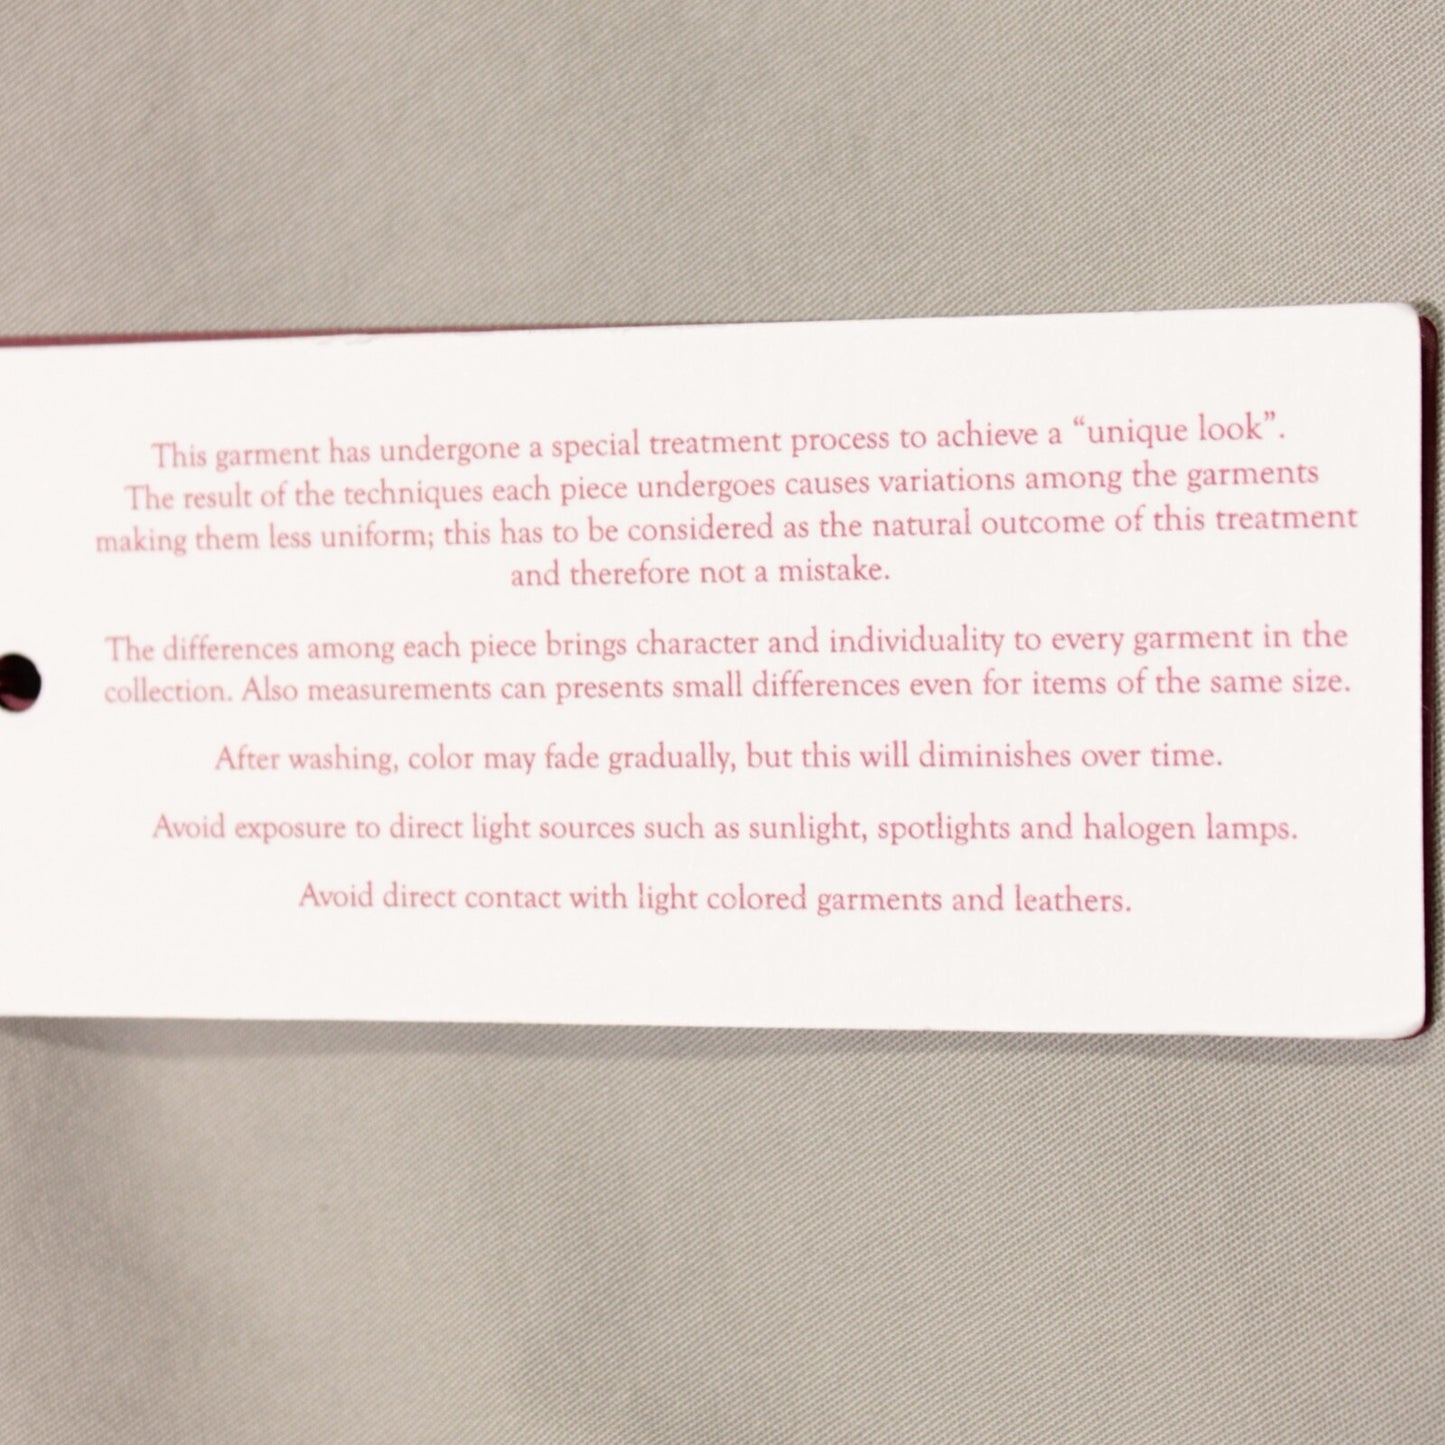 This garment has undergone a special treatment process to achieve a “unique look”.
The result of the techniques each piece undergoes causes variations among the garments
making them less uniform; this has to be considered as the natural outcome of this treatment
and therefore not a mistake.
The differences among each piece brings character and individuality to every garment in the
collection. Also measurements can presents small differences even for items of the same size.
After washing, color may fade gradually, but this will diminishes over time.
Avoid exposure to direct light sources such as sunlight, spotlights and halogen lamps.
Avoid direct contact with light colored garments and leathers.